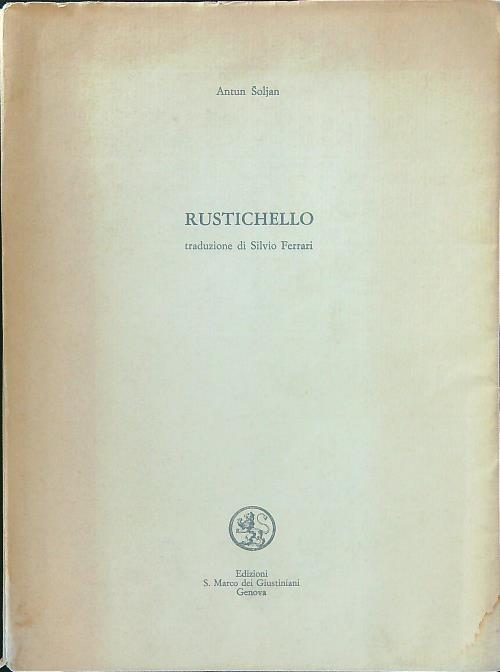 Antun Šoljan
RUSTICHELLO
traduzione di Silvio Ferrari
Edizioni
S. Marco dei Giustiniani
Genova